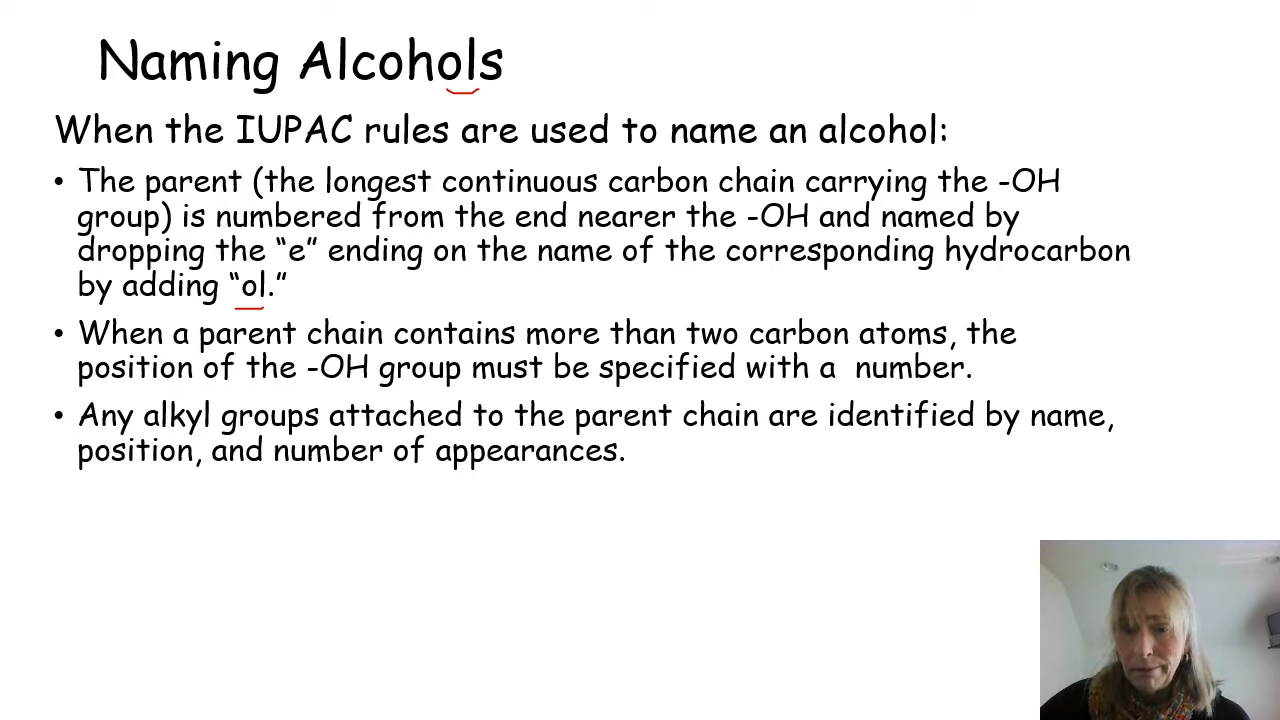 Naming Alcohols
When the IUPAC rules are used to name an alcohol:
• The parent (the longest continuous carbon chain carrying the -OH
group) is numbered from the end nearer the -OH and named by
dropping the “e” ending on the name of the corresponding hydrocarbon
by adding “ol.”
• When a parent chain contains more than two carbon atoms, the
position of the -OH group must be specified with a  number.
• Any alkyl groups attached to the parent chain are identified by name,
position, and number of appearances.